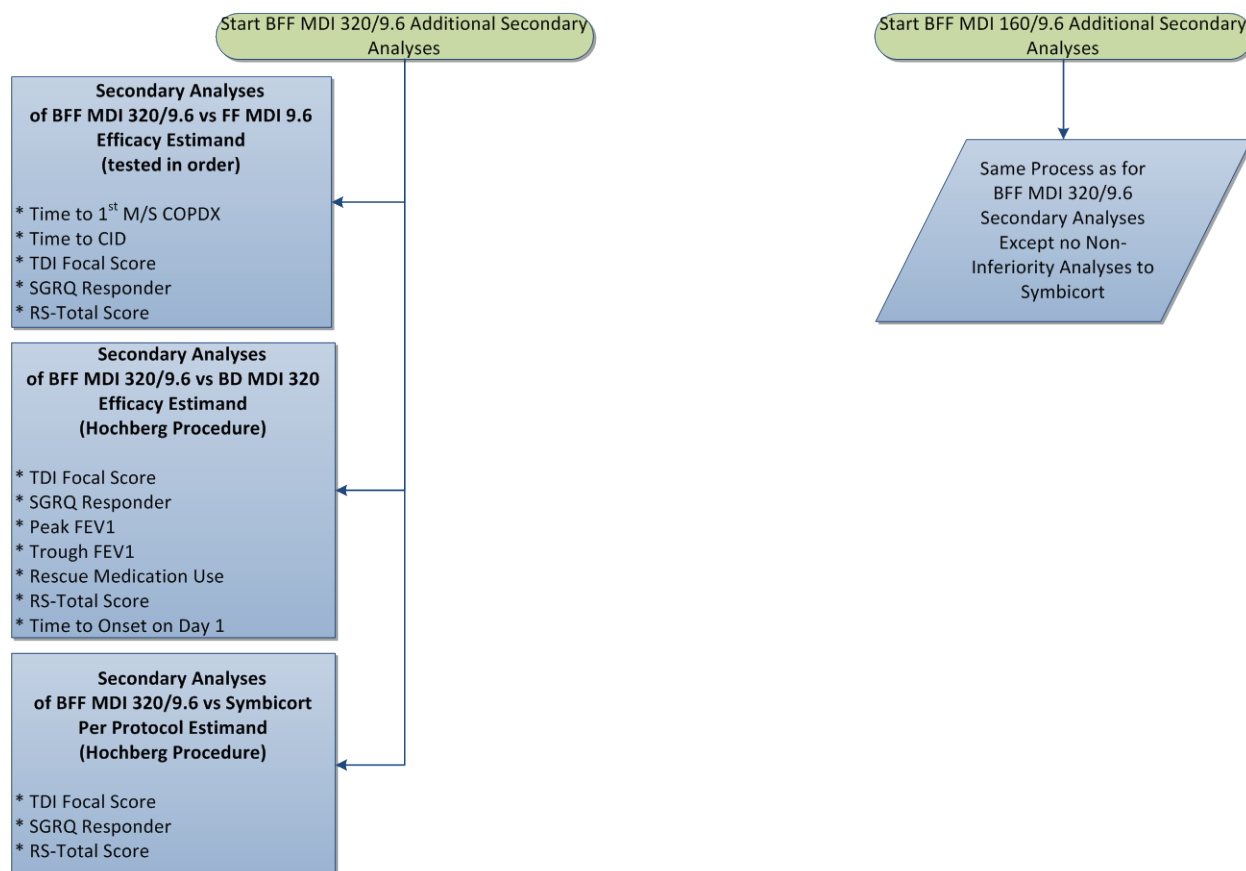 Start BFF MDI 320/9.6 Additional Secondary
Analyses
Secondary Analyses
of BFF MDI 320/9.6 vs FF MDI 9.6
Efficacy Estimand
(tested in order)
* Time to 1st M/S COPDX
* Time to CID
* TDI Focal Score
* SGRQ Responder
* RS-Total Score
Secondary Analyses
of BFF MDI 320/9.6 vs BD MDI 320
Efficacy Estimand
(Hochberg Procedure)
* TDI Focal Score
* SGRQ Responder
* Peak FEV1
* Trough FEV1
* Rescue Medication Use
* RS-Total Score
* Time to Onset on Day 1
Secondary Analyses
of BFF MDI 320/9.6 vs Symbicort
Per Protocol Estimand
(Hochberg Procedure)
* TDI Focal Score
* SGRQ Responder
* RS-Total Score
Start BFF MDI 160/9.6 Additional Secondary
Analyses
Same Process as for
BFF MDI 320/9.6
Secondary Analyses
Except no Non-
Inferiority Analyses to
Symbicort